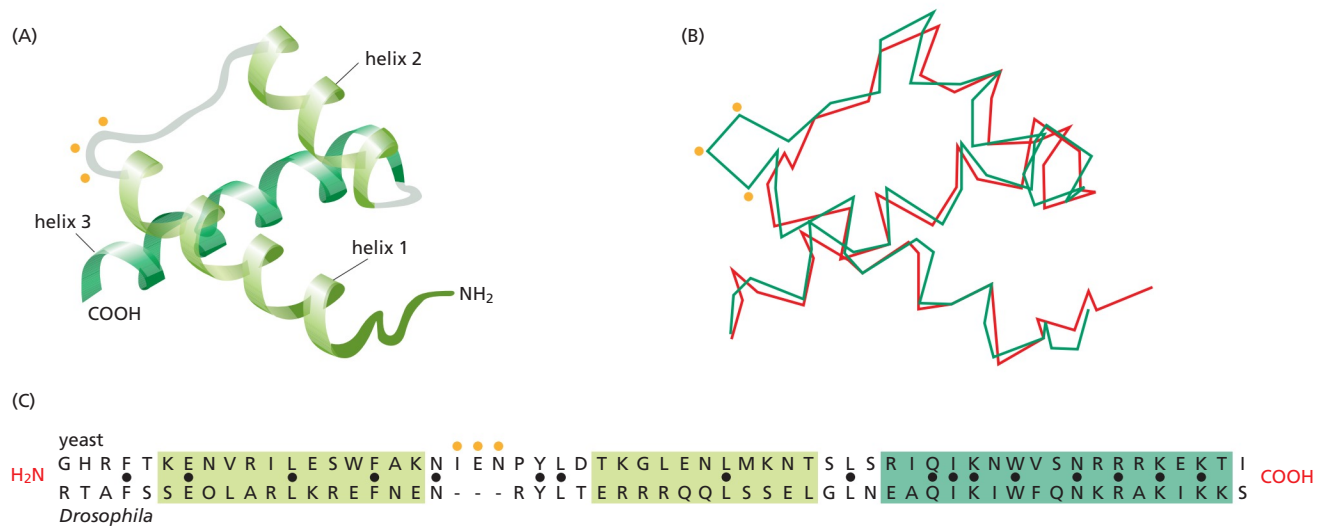 (A)
helix 2
helix 3
helix 1
NH2
COOH
(B)
(C)
yeast
H2N
G H R F T K E N V R I L E S W F A K N I E N P Y L D T K G L E N L M K N T S L S R I Q I K N W V S N R R R K E K T I
COOH
R T A F S S E O L A R L K R E F N E N - - - R Y L T E R R R Q Q L S S E L G L N E A Q I K I W F Q N K R A K I K K S
Drosophila